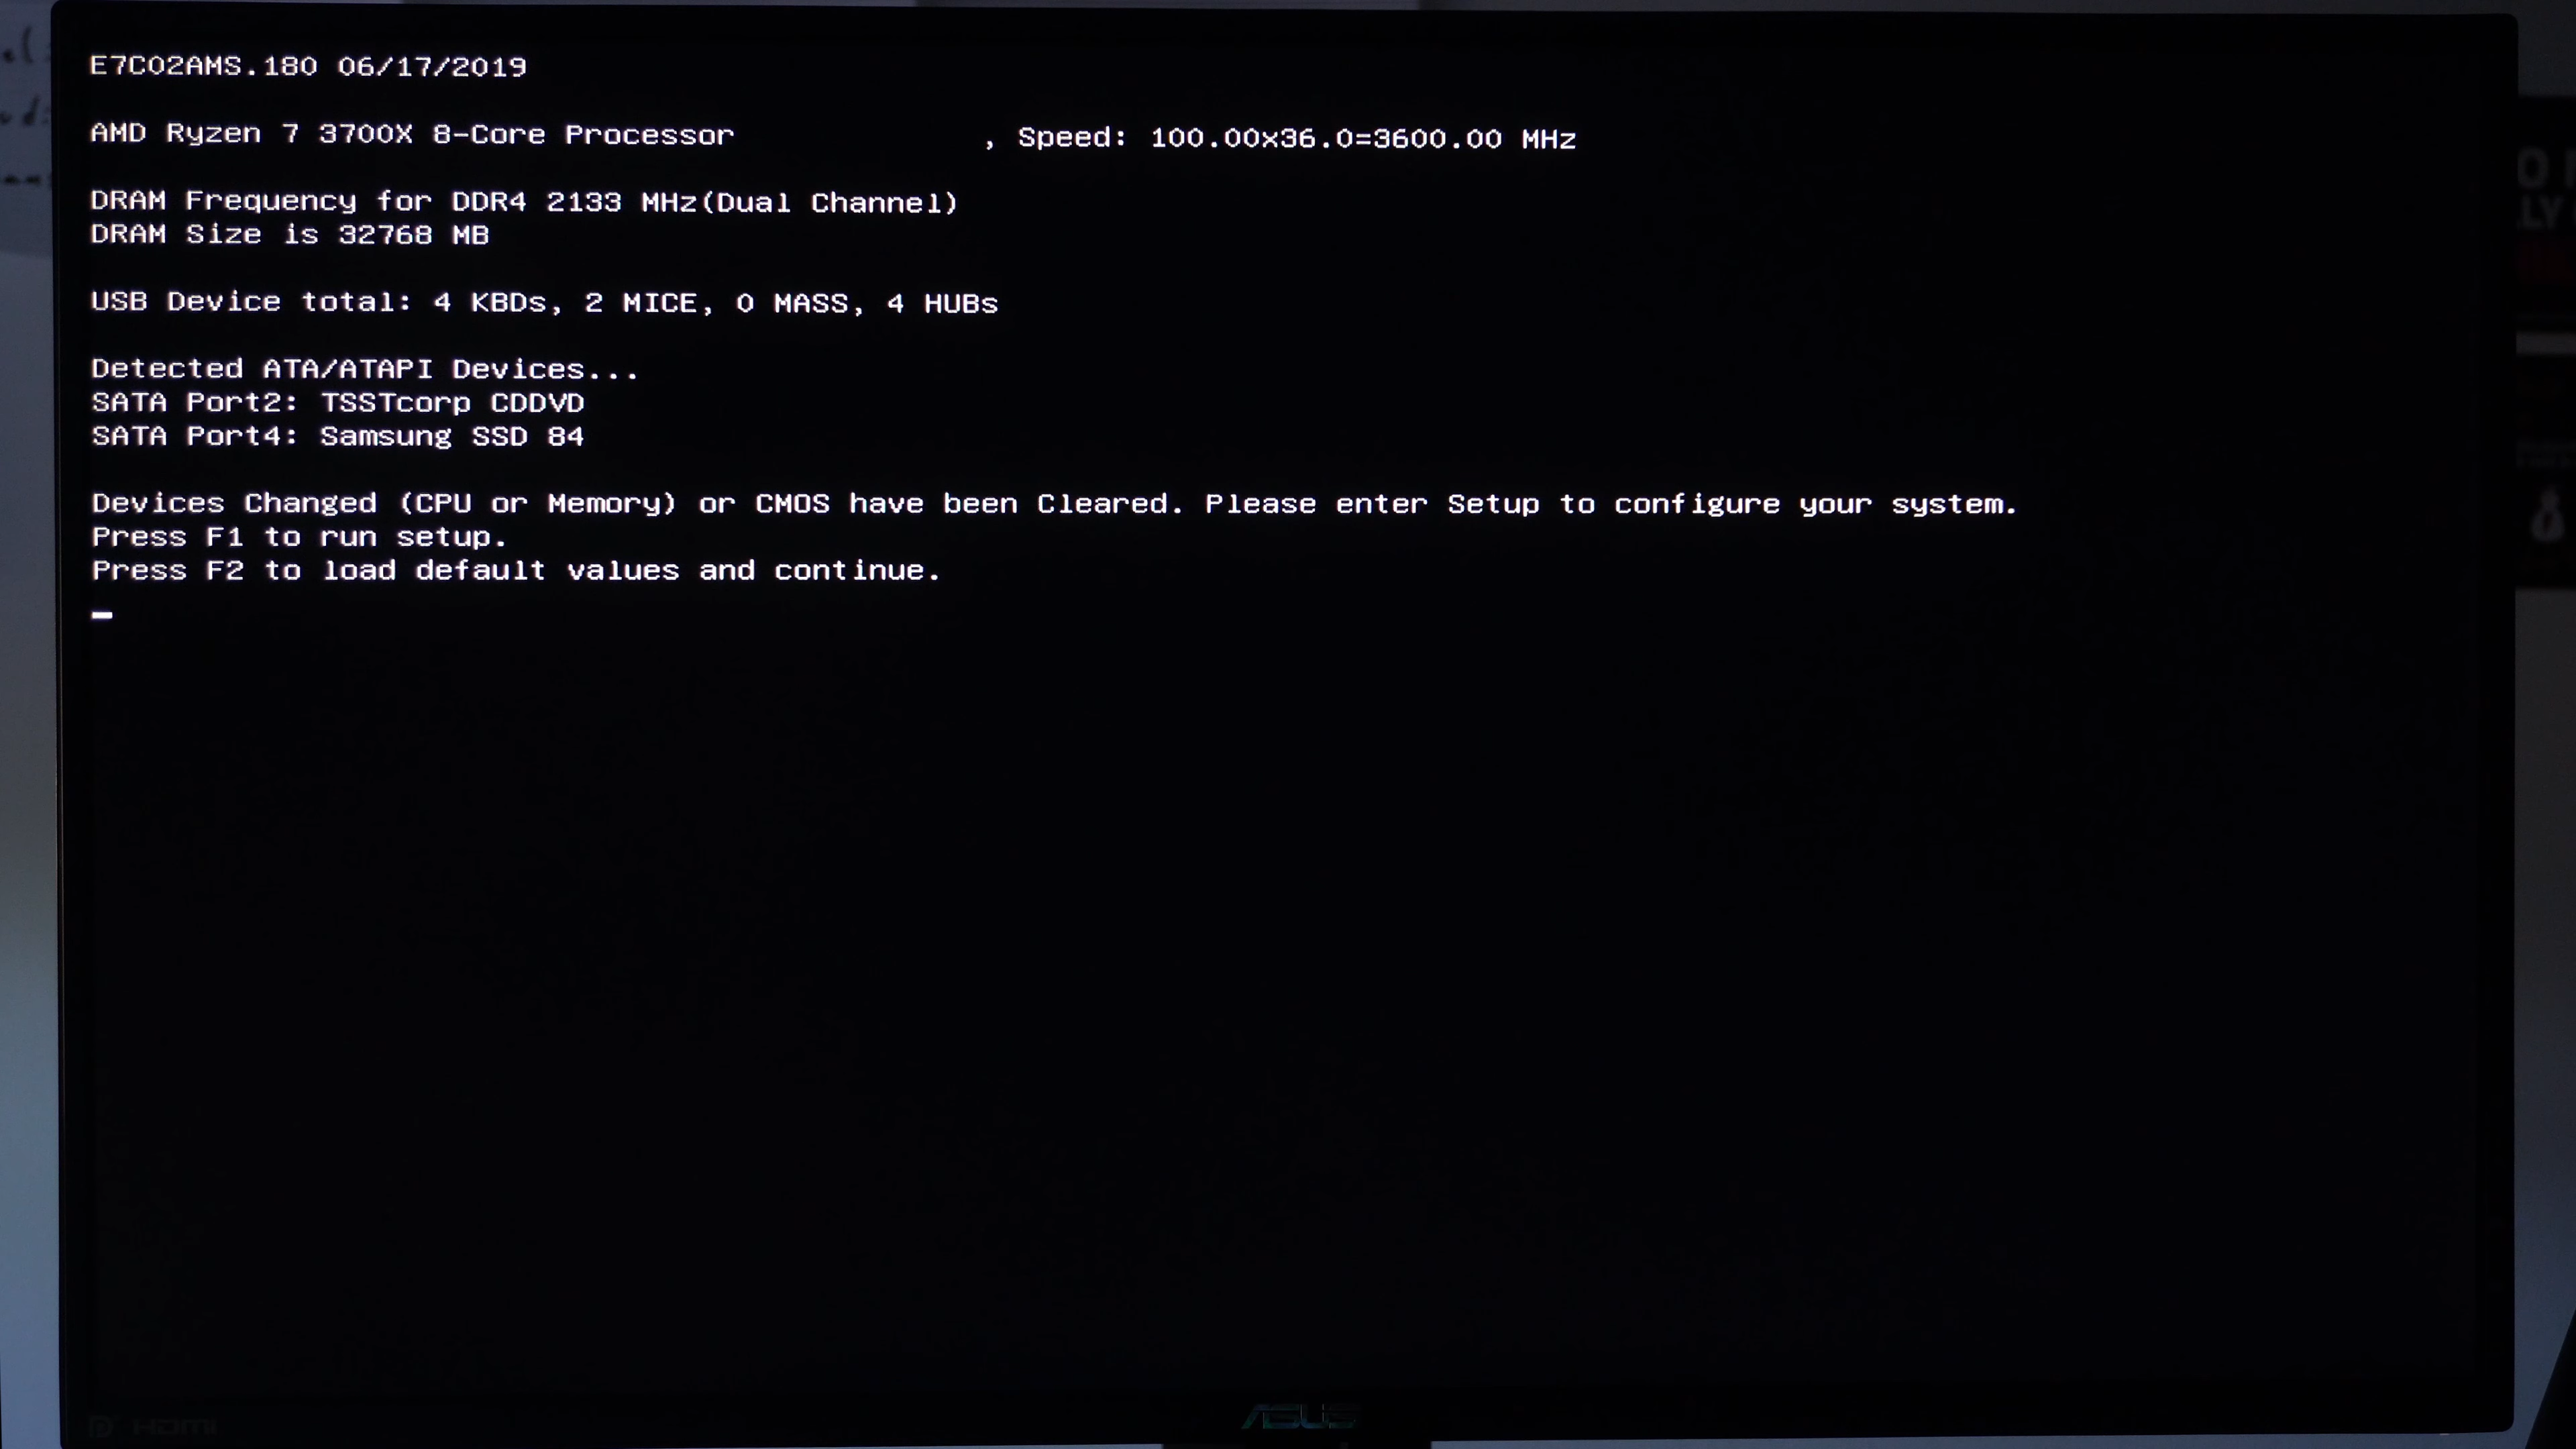 E7C02AMS.180 06/17/2019
AMD Ryzen 7 3700X 8-Core Processor , Speed: 100.00x36.0=3600.00 MHz
DRAM Frequency for DDR4 2133 MHz(Dual Channel)
DRAM Size is 32768 MB
USB Device total: 4 KBDs, 2 MICE, 0 MASS, 4 HUBs
Detected ATA/ATAPI Devices...
SATA Port2: TSSTcorp CDDVD
SATA Port4: Samsung SSD 84
Devices Changed (CPU or Memory) or CMOS have been Cleared. Please enter Setup to configure your system.
Press F1 to run setup.
Press F2 to load default values and continue.
HDMI
ASUS